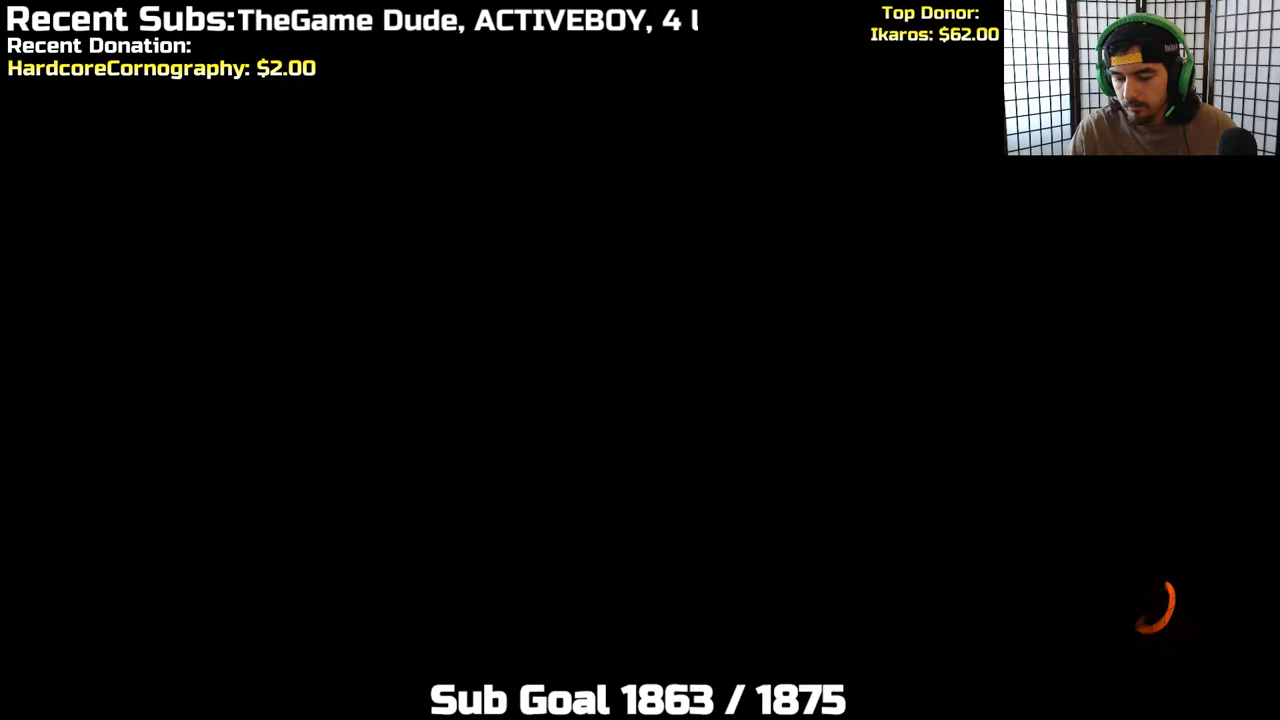 Recent Subs:TheGame Dude, ACTIVEBOY, 4
Recent Donation:
HardcoreCornography: $2.00
Top Donor:
Ikaros: $62.00
Sub Goal 1863 / 1875